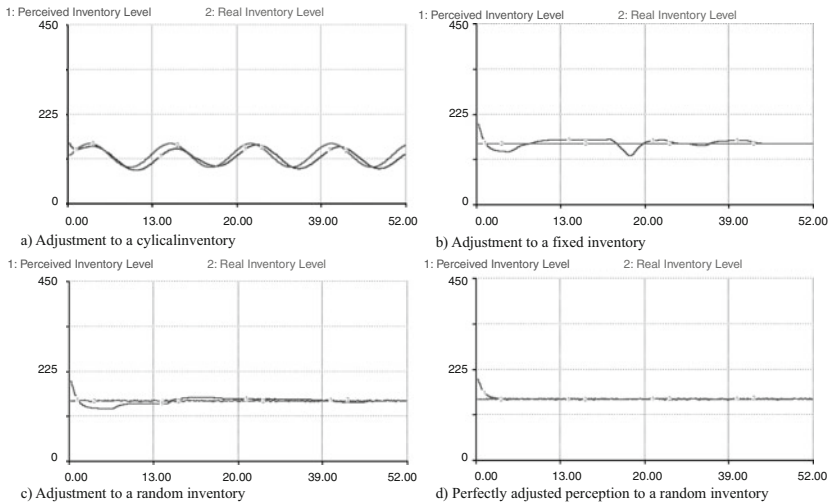 1: Perceived Inventory Level 2: Real Inventory Level
450
225
0
0.00 13.00 20.00 39.00 52.00
a) Adjustment to a cylicalinventory
1: Perceived Inventory Level 2: Real Inventory Level
450
225
0
0.00 13.00 20.00 39.00 52.00
b) Adjustment to a fixed inventory
1: Perceived Inventory Level 2: Real Inventory Level
450
225
0
0.00 13.00 20.00 39.00 52.00
c) Adjustment to a random inventory
1: Perceived Inventory Level 2: Real Inventory Level
450
225
0
0.00 13.00 20.00 39.00 52.00
d) Perfectly adjusted perception to a random inventory